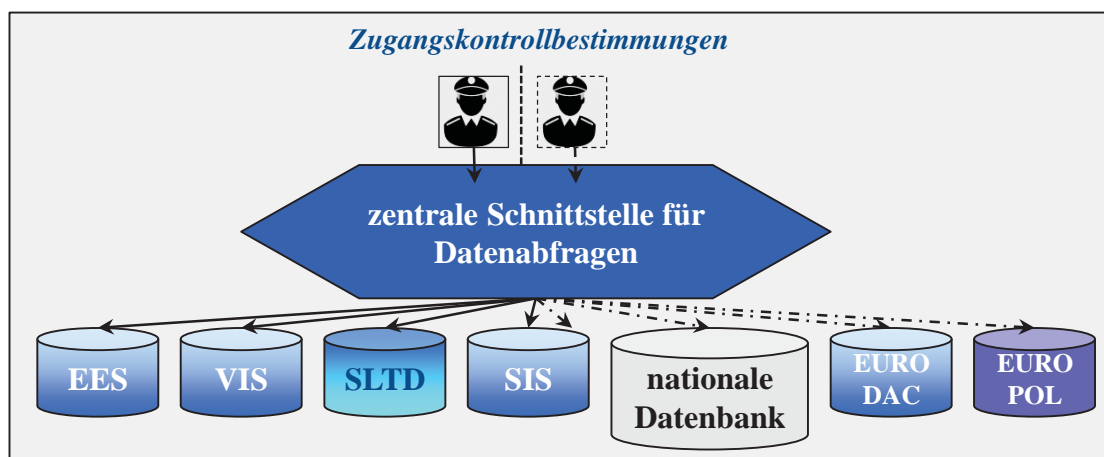 Zugangskontrollbestimmungen
zentrale Schnittstelle für
Datenabfragen
EES
VIS
SLTD
SIS
nationale
Datenbank
EURO
DAC
EURO
POL